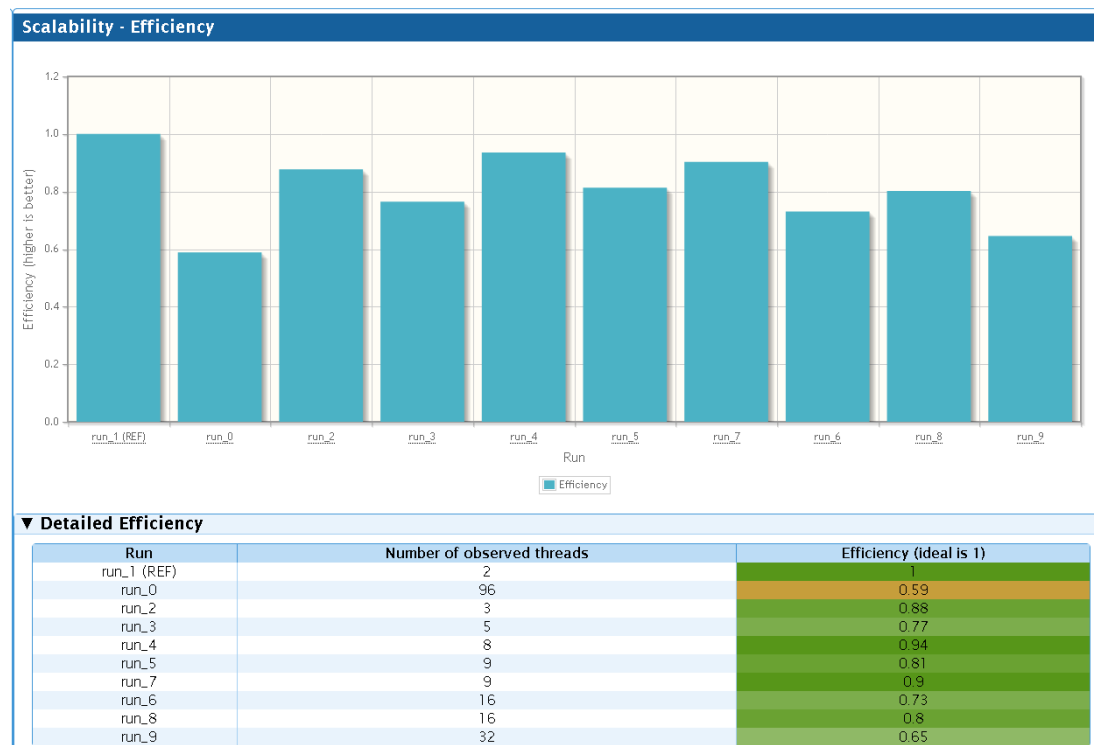 Scalability - Efficiency
1.2
1.0
0.8
0.6
0.4
0.2
0.0
Efficiency (higher is better)
run_1 (REF) run_0 run_2 run_3 run_4 run_5 run_7 run_6 run_8 run_9
Run
Efficiency
▼ Detailed Efficiency
Run Number of observed threads Efficiency (ideal is 1)
run_1 (REF) 2 1
run_0 96 0.59
run_2 3 0.88
run_3 5 0.77
run_4 8 0.94
run_5 9 0.81
run_7 9 0.9
run_6 16 0.73
run_8 16 0.8
run_9 32 0.65